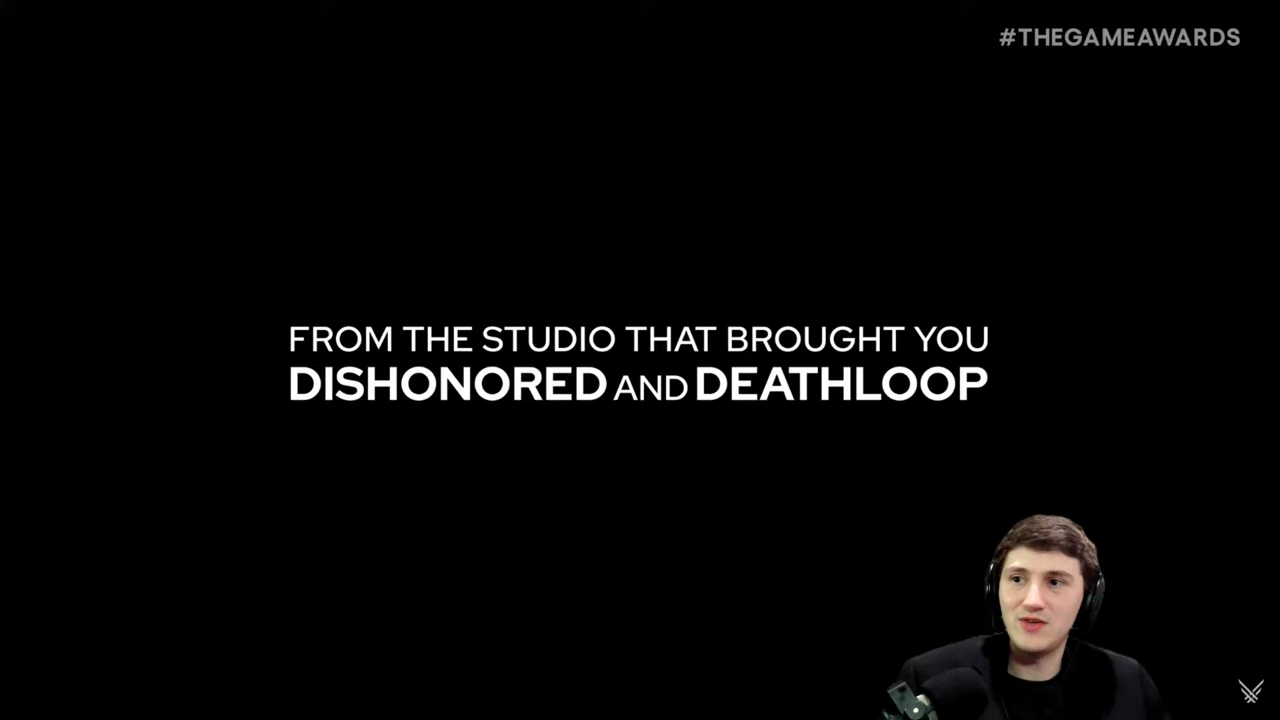 #THEGAMEAWARDS
FROM THE STUDIO THAT BROUGHT YOU
DISHONORED AND DEATHLOOP